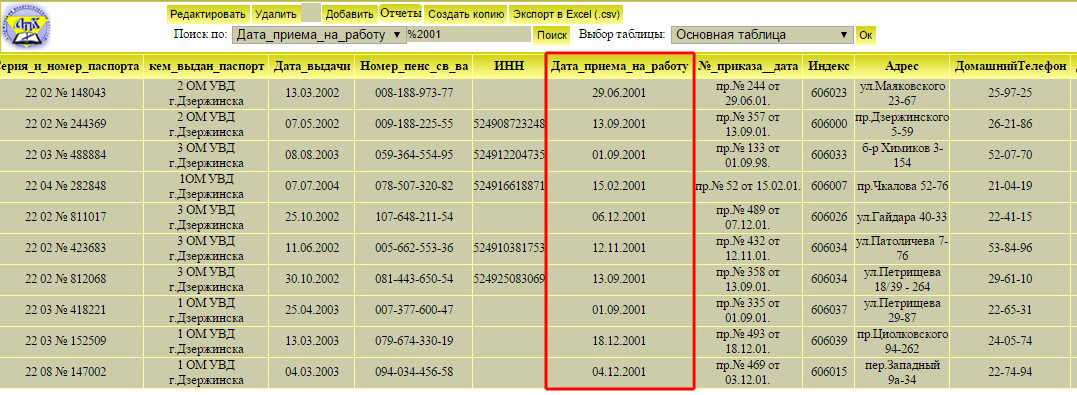 АПК
Редактировать Удалить Добавить Отчеты Создать копию Экспорт в Excel (.csv)
Поиск по: Дата_приема_на_работу ▼ %2001 Поиск Выбор таблицы: Основная таблица ▼ Ок
ерия_и_номер_паспорта кем_выдан_паспорт Дата_выдачи Номер_пенс_св_ва ИНН Дата_приема_на_работу №_приказа__дата Индекс Адрес ДомашнийТелефон
22 02 № 148043 2 ОМ УВД г.Дзержинска 13.03.2002 008-188-973-77 29.06.2001 пр.№ 244 от 29.06.01. 606023 ул.Маяковского 23-67 25-97-25
22 02 № 244369 2 ОМ УВД г.Дзержинска 07.05.2002 009-188-225-55 524908723248 13.09.2001 пр.№ 357 от 13.09.01. 606000 пр.Дзержинского 5-59 26-21-86
22 03 № 488884 3 ОМ УВД г.Дзержинска 08.08.2003 059-364-554-95 524912204735 01.09.2001 пр.№ 133 от 01.09.98. 606033 б-р Химиков 3-154 52-07-70
22 04 № 282848 1ОМ УВД г.Дзержинска 07.07.2004 078-507-320-82 524916618871 15.02.2001 пр.№ 52 от 15.02.01. 606007 пр.Чкалова 52-76 21-04-19
22 02 № 811017 3 ОМ УВД г.Дзержинска 25.10.2002 107-648-211-54 06.12.2001 пр.№ 489 от 07.12.01. 606026 ул.Гайдара 40-33 22-41-15
22 02 № 423683 3 ОМ УВД г.Дзержинска 11.06.2002 005-662-553-36 524910381753 12.11.2001 пр.№ 432 от 12.11.01. 606034 ул.Патоличева 7-76 53-84-96
22 02 № 812068 3 ОМ УВД г.Дзержинска 30.10.2002 081-443-650-54 524925083069 13.09.2001 пр.№ 358 от 13.09.01. 606034 ул.Петрищева 18/39 - 264 29-61-10
22 03 № 418221 1 ОМ УВД г.Дзержинска 25.04.2003 007-377-600-47 01.09.2001 пр.№ 335 от 01.09.01. 606037 ул.Петрищева 29-87 22-65-31
22 03 № 152509 1 ОМ УВД г.Дзержинска 13.03.2003 079-674-330-19 18.12.2001 пр.№ 493 от 18.12.01. 606039 пр.Циолковского 94-262 24-05-74
22 08 № 147002 1 ОМ УВД г.Дзержинска 04.03.2003 094-034-456-58 04.12.2001 пр.№ 469 от 03.12.01. 606015 пер.Западный 9а-34 22-74-94